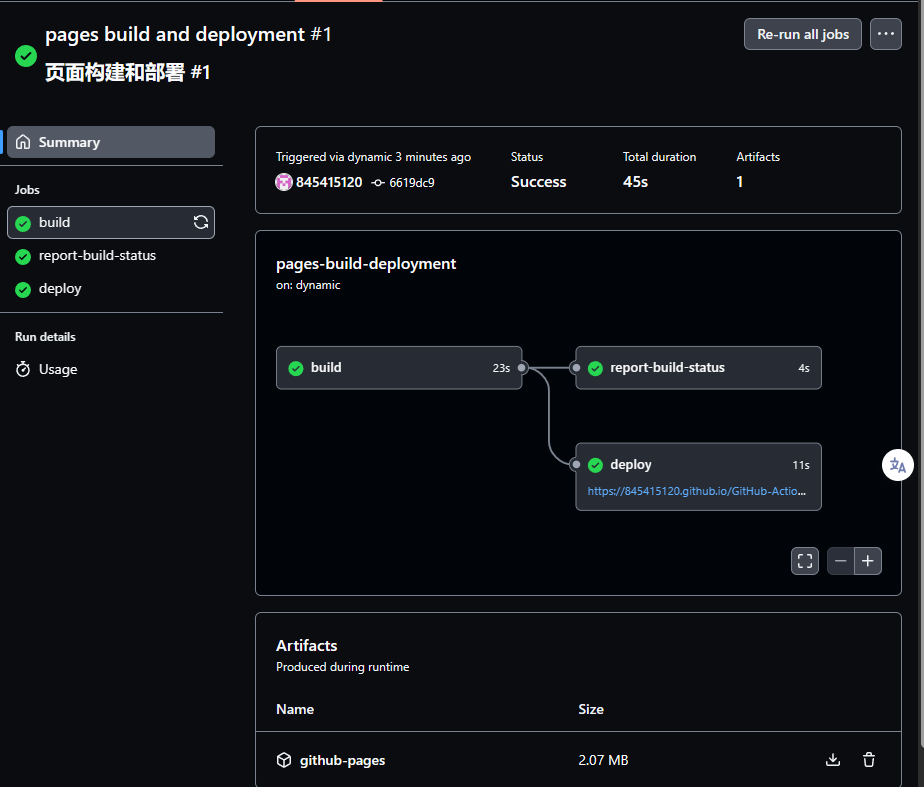 pages build and deployment #1
页面构建和部署 #1
Re-run all jobs
Summary
Jobs
build
report-build-status
deploy
Run details
Usage
Triggered via dynamic 3 minutes ago
845415120 6619dc9
Status
Success
Total duration
45s
Artifacts
1
pages-build-deployment
on: dynamic
build 23s
report-build-status 4s
deploy 11s
https://845415120.github.io/GitHub-Actio...
Artifacts
Produced during runtime
Name Size
github-pages 2.07 MB